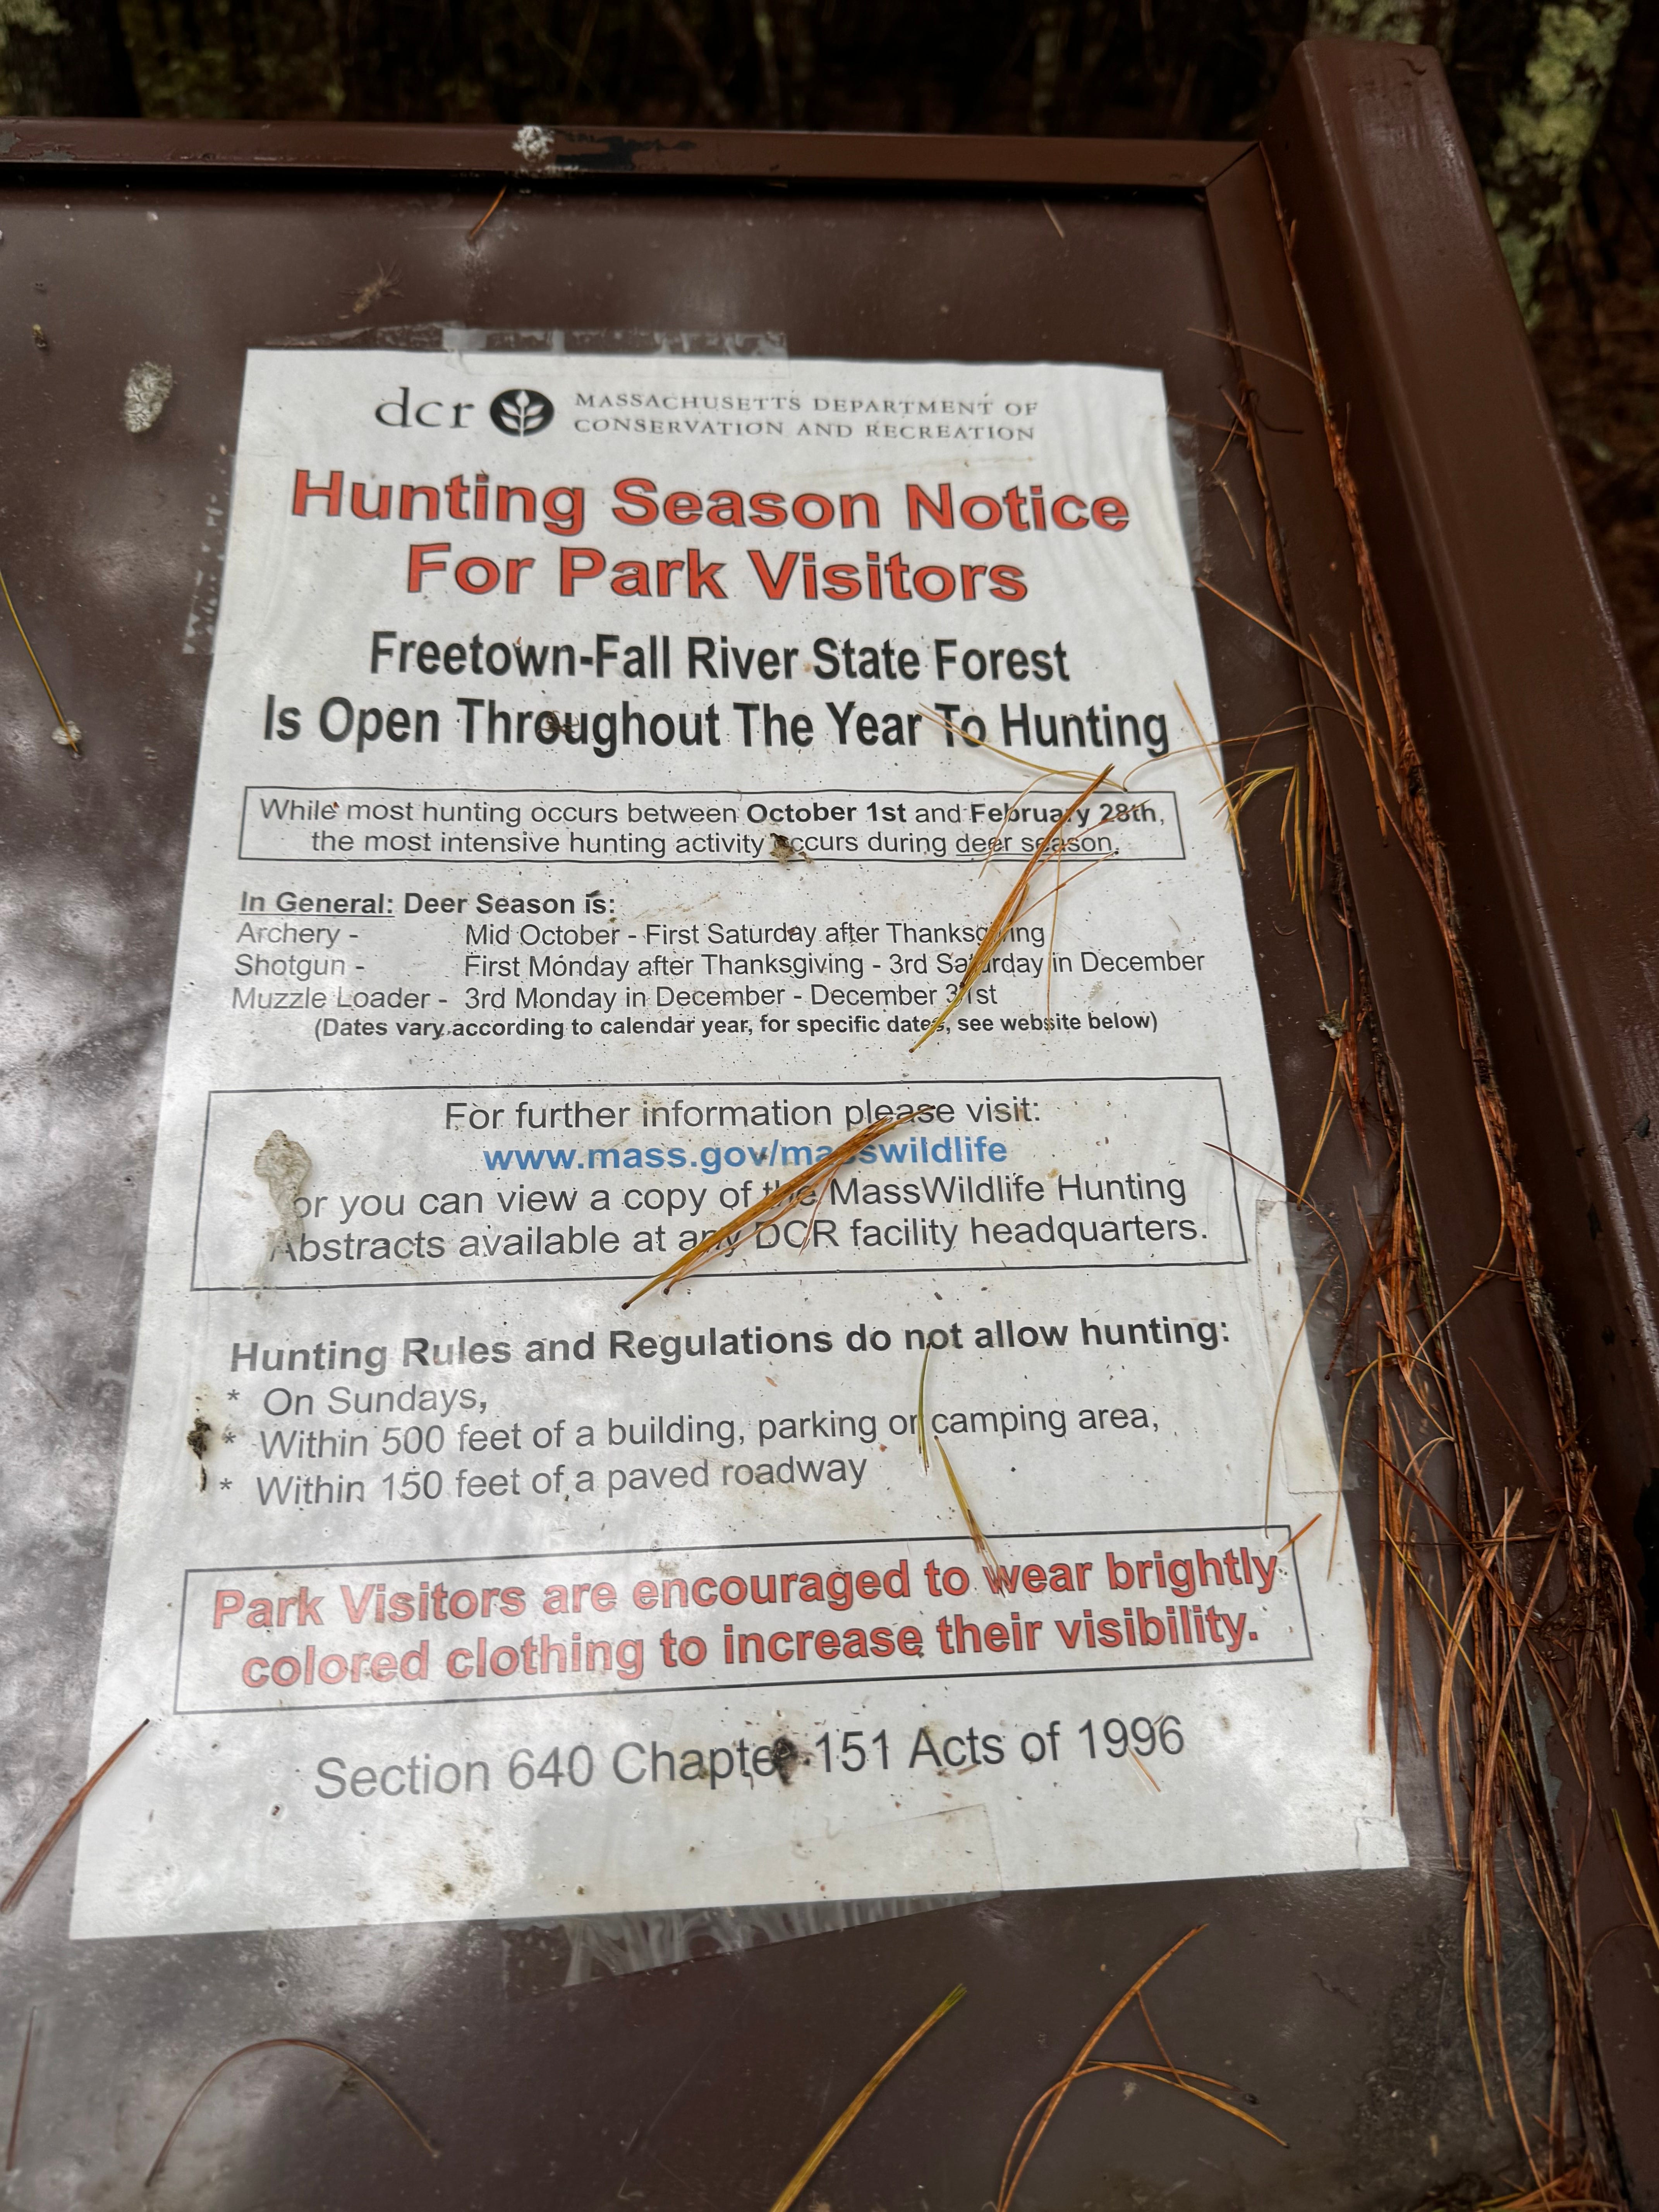 dcr MASSACHUSETTS DEPARTMENT OF
CONSERVATION AND RECREATION
Hunting Season Notice
For Park Visitors
Freetown-Fall River State Forest
Is Open Throughout The Year To Hunting
While most hunting occurs between October 1st and February 28th,
the most intensive hunting activity occurs during deer season.
In General: Deer Season is:
Archery - Mid October - First Saturday after Thanksgiving
Shotgun - First Monday after Thanksgiving - 3rd Saturday in December
Muzzle Loader - 3rd Monday in December - December 31st
(Dates vary according to calendar year, for specific dates, see website below)
For further information please visit:
www.mass.gov/masswildlife
or you can view a copy of the MassWildlife Hunting
Abstracts available at any DCR facility headquarters.
Hunting Rules and Regulations do not allow hunting:
* On Sundays,
* Within 500 feet of a building, parking or camping area,
* Within 150 feet of a paved roadway
Park Visitors are encouraged to wear brightly
colored clothing to increase their visibility.
Section 640 Chapter 151 Acts of 1996